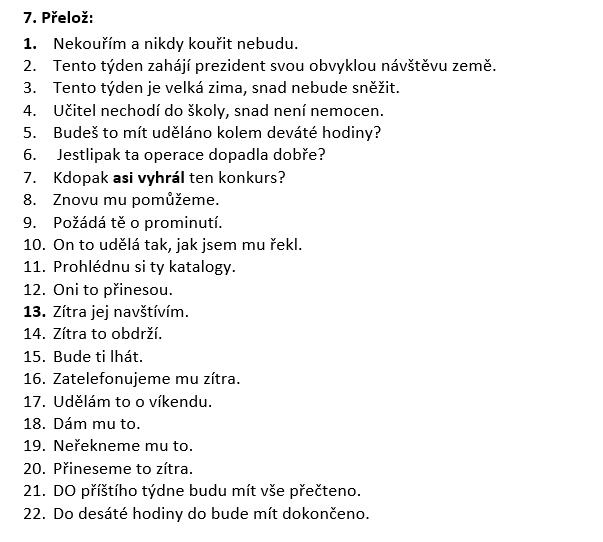 7. Přelož:
1. Nekouřím a nikdy kouřit nebudu.
2. Tento týden zahájí prezident svou obvyklou návštěvu země.
3. Tento týden je velká zima, snad nebude sněžit.
4. Učitel nechodí do školy, snad není nemocen.
5. Budeš to mít uděláno kolem deváté hodiny?
6. Jestlipak ta operace dopadla dobře?
7. Kdopak asi vyhrál ten konkurs?
8. Znovu mu pomůžeme.
9. Požádá tě o prominutí.
10. On to udělá tak, jak jsem mu řekl.
11. Prohlédnu si ty katalogy.
12. Oni to přinesou.
13. Zítra jej navštívím.
14. Zítra to obdrží.
15. Bude ti lhát.
16. Zatelefonujeme mu zítra.
17. Udělám to o víkendu.
18. Dám mu to.
19. Neřekneme mu to.
20. Přineseme to zítra.
21. DO příštího týdne budu mít vše přečteno.
22. Do desáté hodiny do bude mít dokončeno.